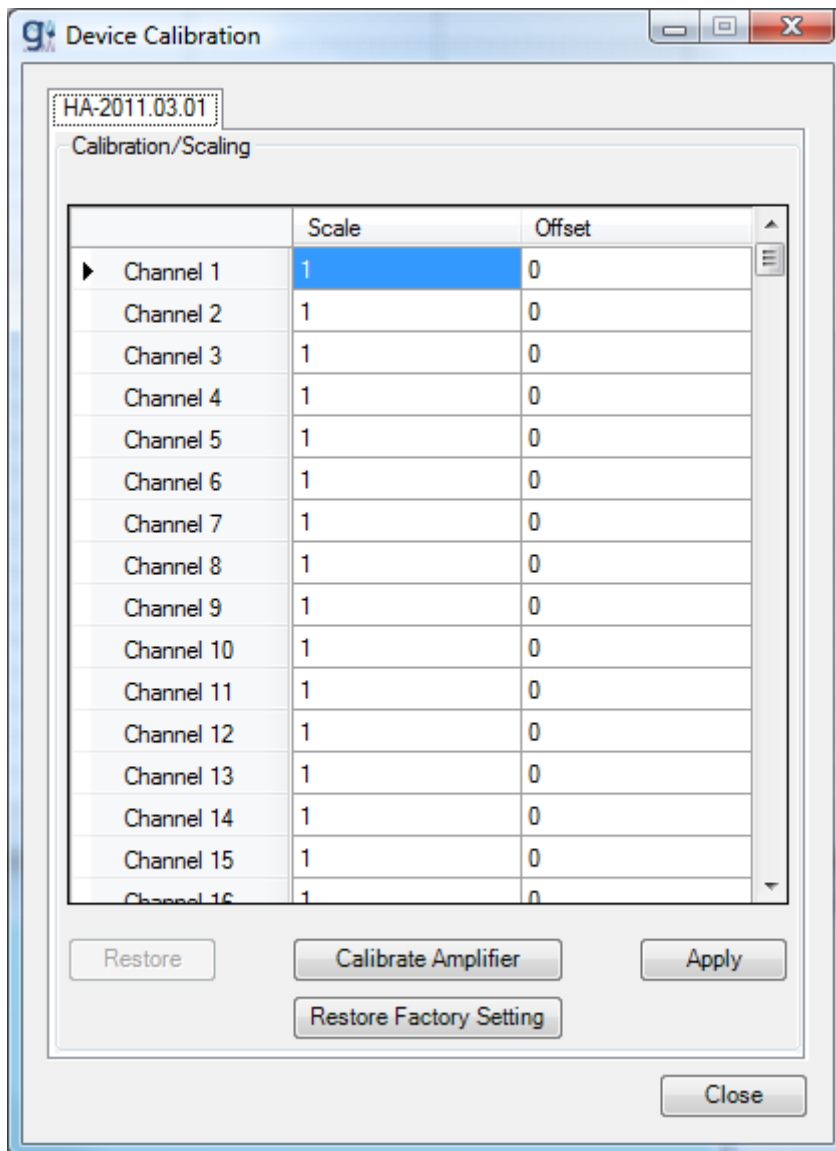 Device Calibration
HA-2011.03.01
Calibration/Scaling
Scale Offset
Channel 1 1 0
Channel 2 1 0
Channel 3 1 0
Channel 4 1 0
Channel 5 1 0
Channel 6 1 0
Channel 7 1 0
Channel 8 1 0
Channel 9 1 0
Channel 10 1 0
Channel 11 1 0
Channel 12 1 0
Channel 13 1 0
Channel 14 1 0
Channel 15 1 0
Channel 16 1 0
Restore Calibrate Amplifier Apply
Restore Factory Setting
Close